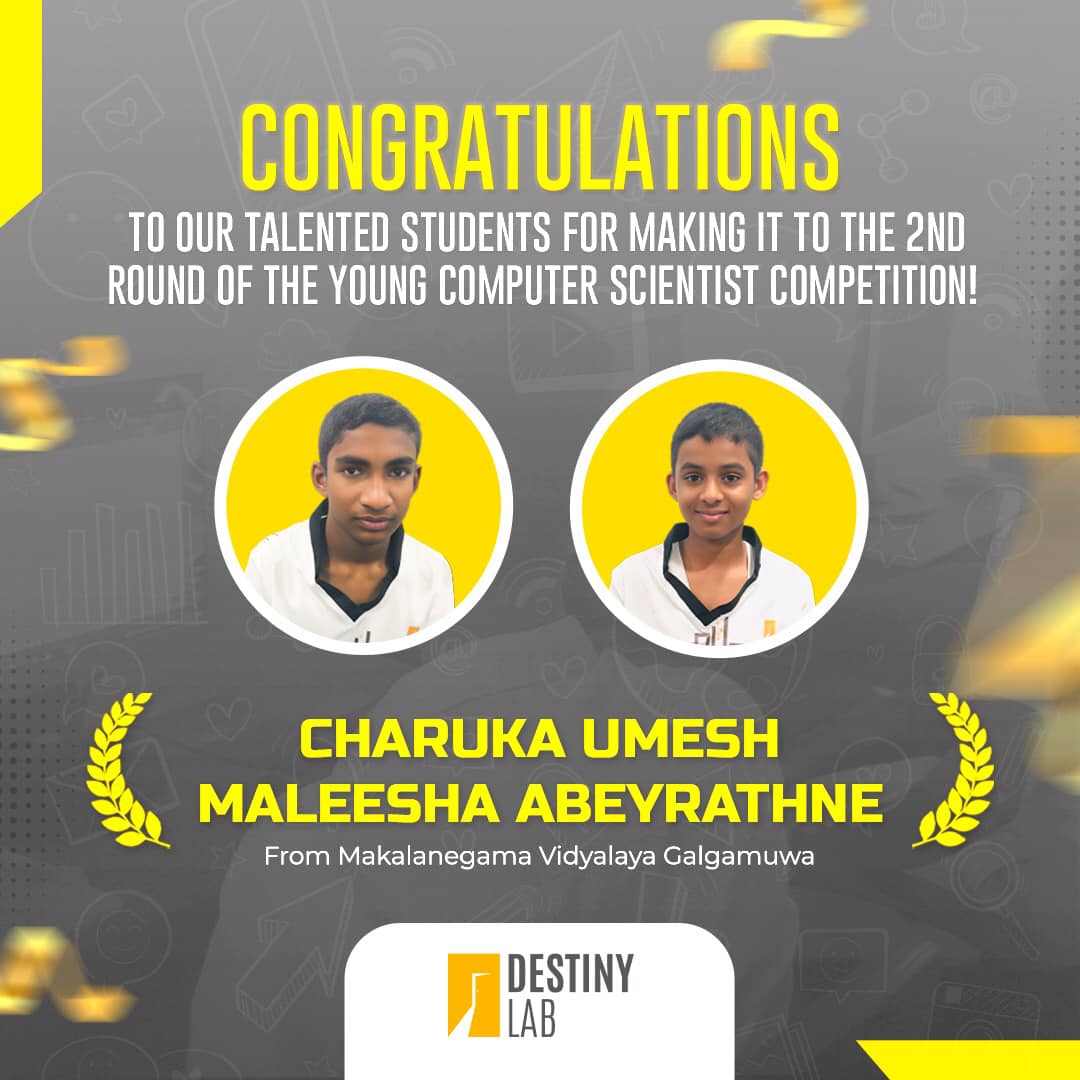 CONGRATULATIONS
TO OUR TALENTED STUDENTS FOR MAKING IT TO THE 2ND
ROUND OF THE YOUNG COMPUTER SCIENTIST COMPETITION!
CHARUKA UMESH
MALEESHA ABEYRATHNE
From Makalanegama Vidyalaya Galgamuwa
DESTINY
LAB